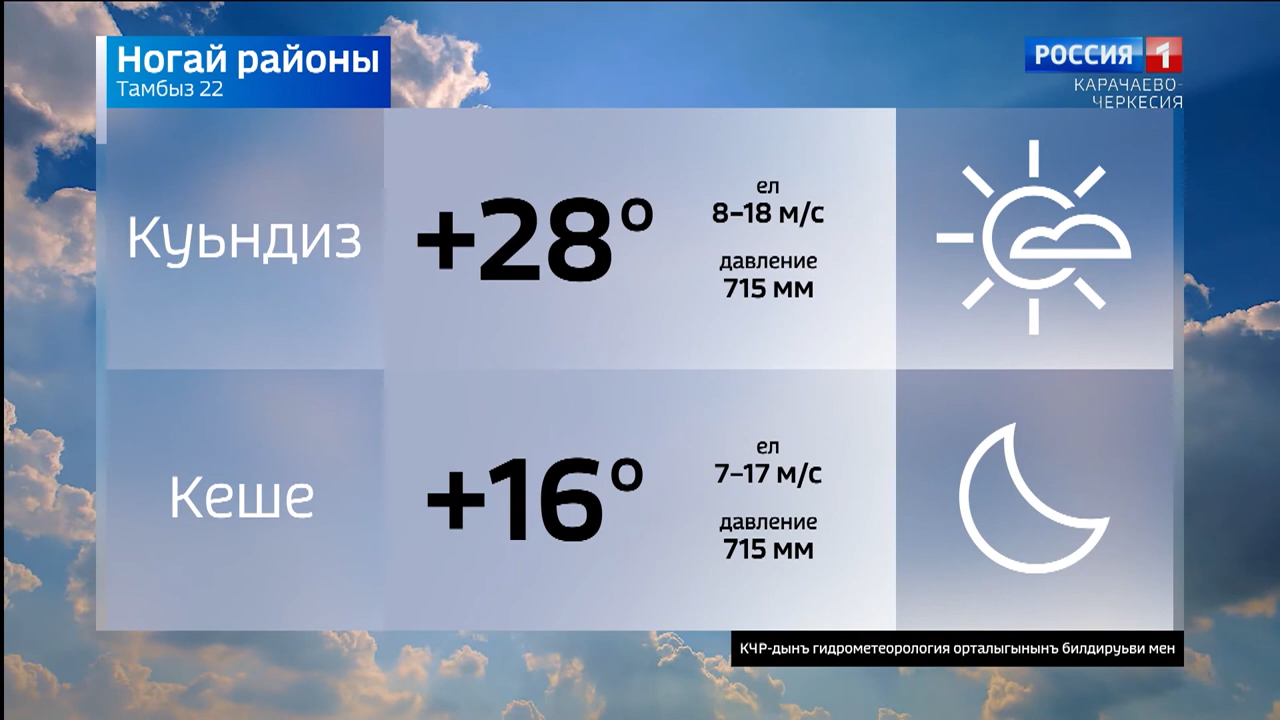 Ногай районы
Тамбыз 22
РОССИЯ 1
КАРАЧАЕВО-
ЧЕРКЕСИЯ
Куьндиз
+28°
ел
8–18 м/с
давление
715 мм
Кеше
+16°
ел
7–17 м/с
давление
715 мм
КЧР-дынъ гидрометеорология орталыгынынъ билдируьви мен